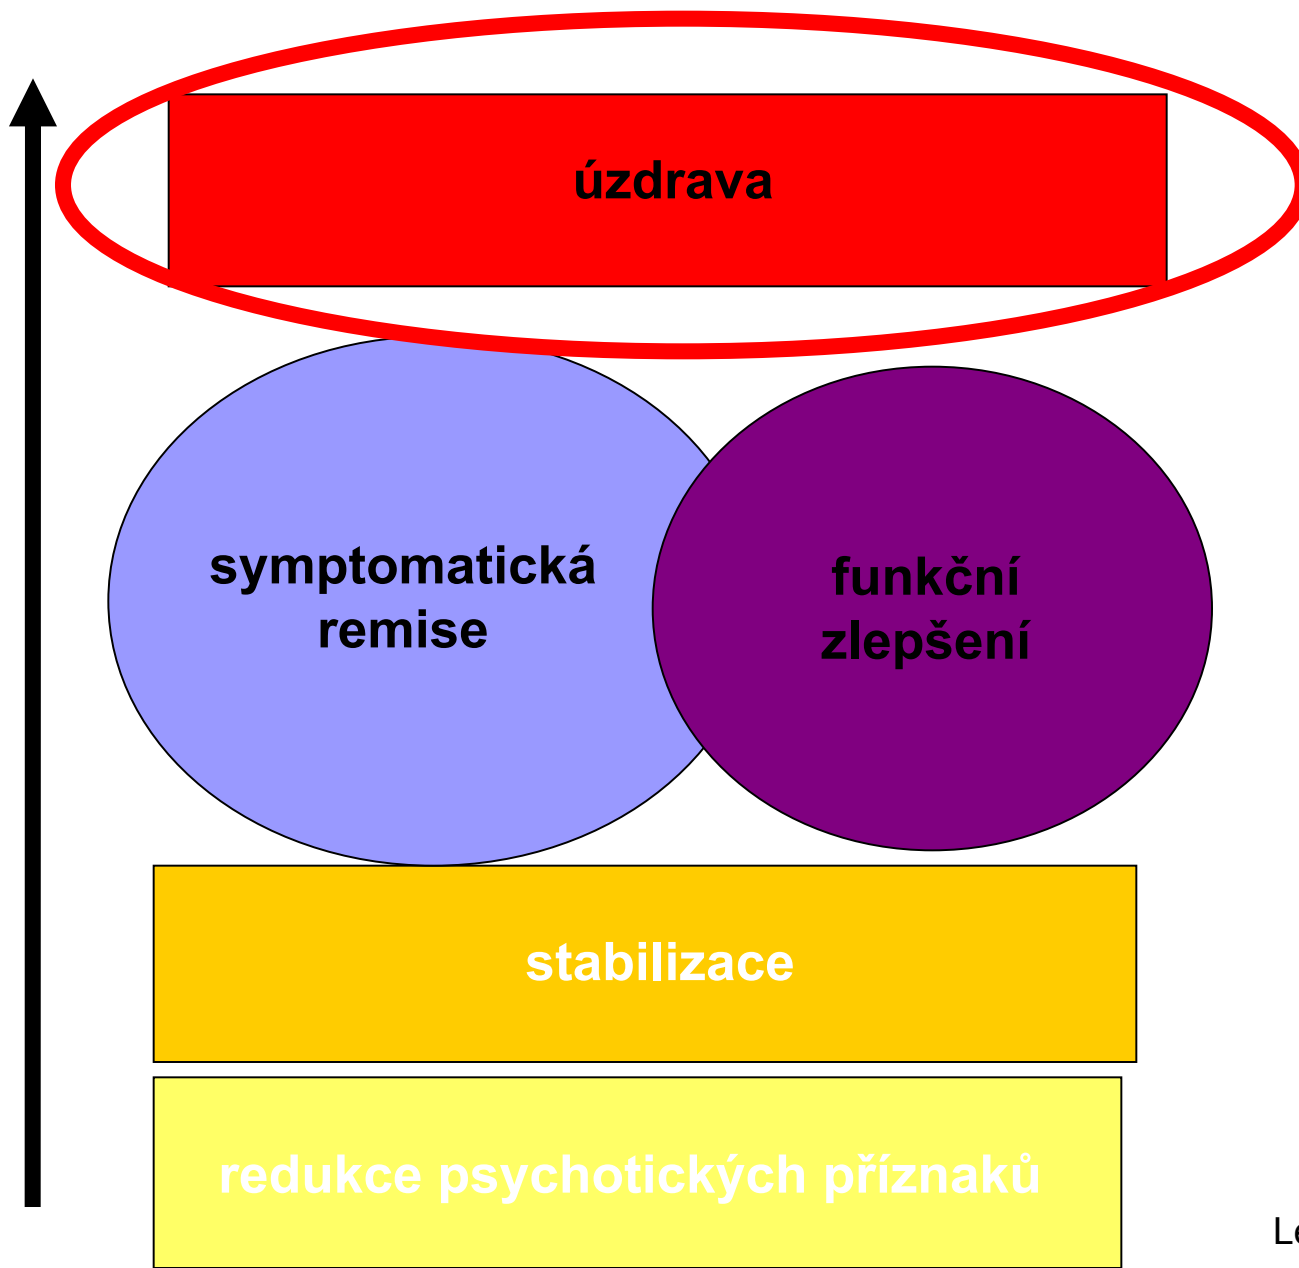 úzdrava
symptomatická
remise
funkční
zlepšení
stabilizace
redukce psychotických příznaků